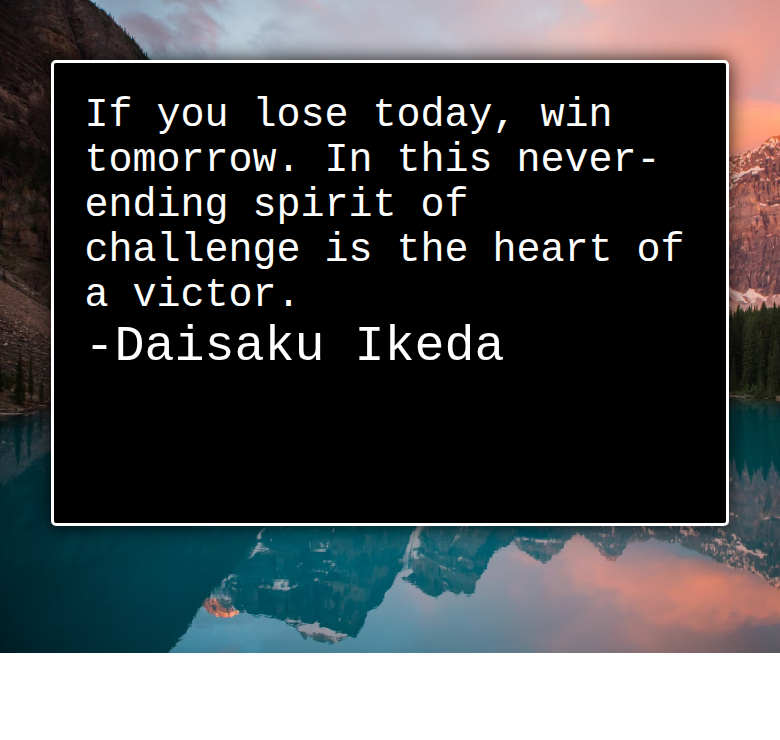 If you lose today, win
tomorrow. In this never-
ending spirit of
challenge is the heart of
a victor.
-Daisaku Ikeda